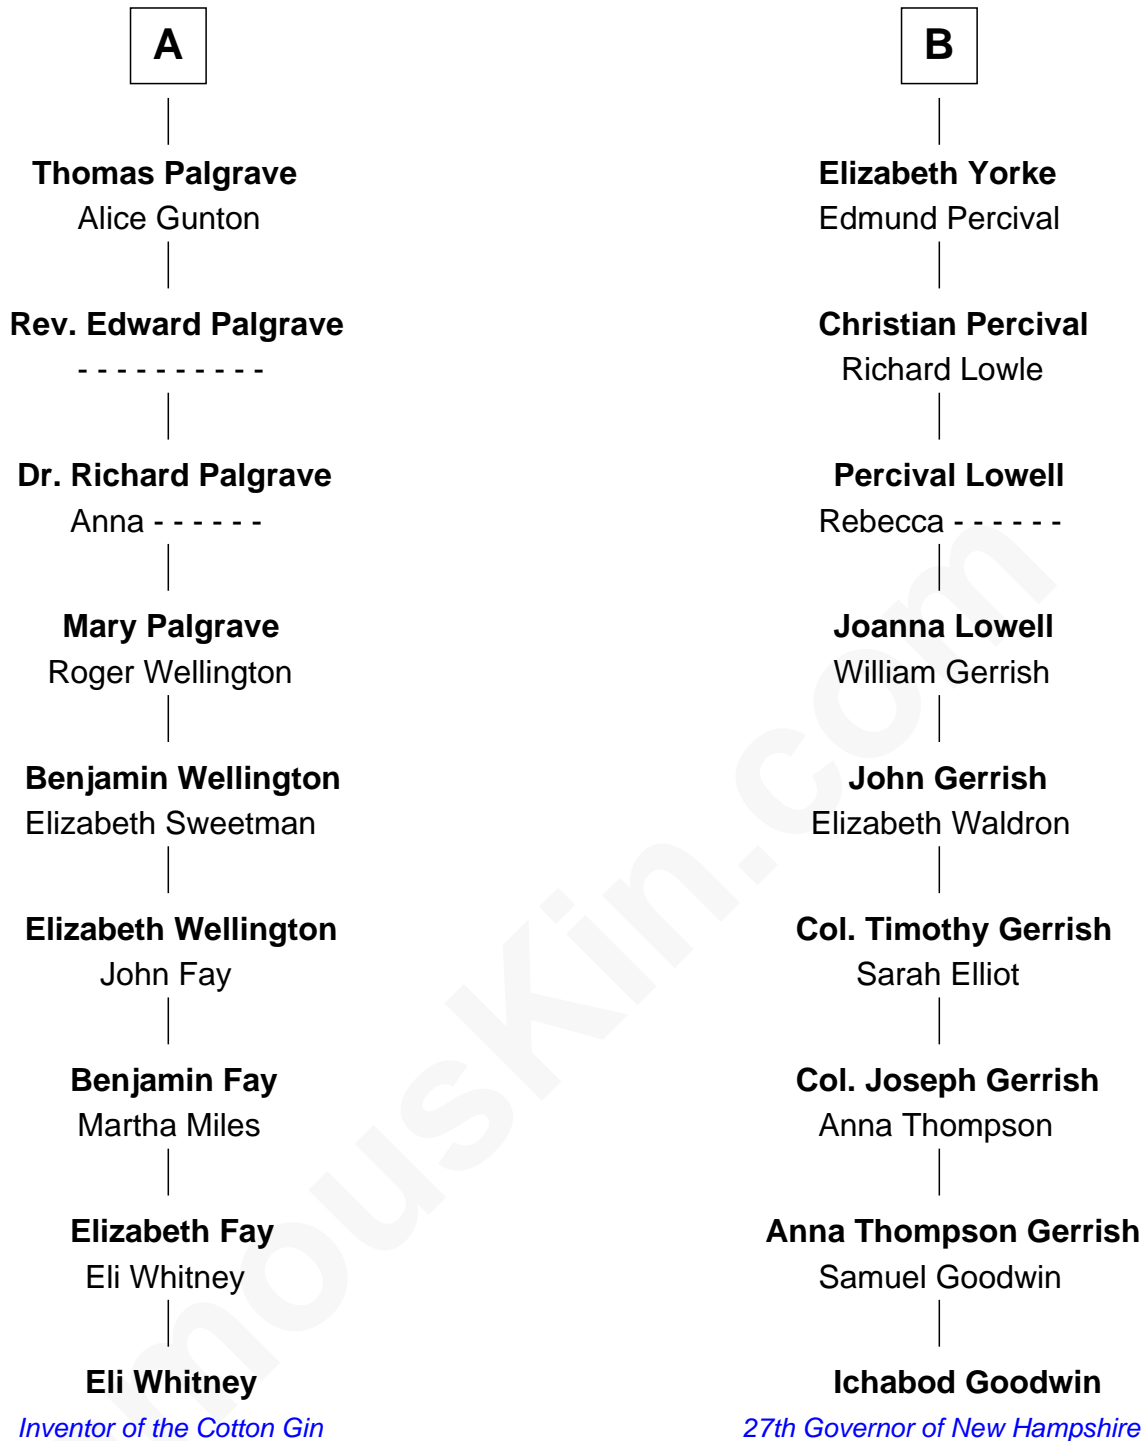 A
Thomas Palgrave
Alice Gunton
Rev. Edward Palgrave
- - - - - - - - - -
Dr. Richard Palgrave
Anna - - - - - -
Mary Palgrave
Roger Wellington
Benjamin Wellington
Elizabeth Sweetman
Elizabeth Wellington
John Fay
Benjamin Fay
Martha Miles
Elizabeth Fay
Eli Whitney
Eli Whitney
Inventor of the Cotton Gin
B
Elizabeth Yorke
Edmund Percival
Christian Percival
Richard Lowle
Percival Lowell
Rebecca - - - - - -
Joanna Lowell
William Gerrish
John Gerrish
Elizabeth Waldron
Col. Timothy Gerrish
Sarah Elliot
Col. Joseph Gerrish
Anna Thompson
Anna Thompson Gerrish
Samuel Goodwin
Ichabod Goodwin
27th Governor of New Hampshire
mousKin.com